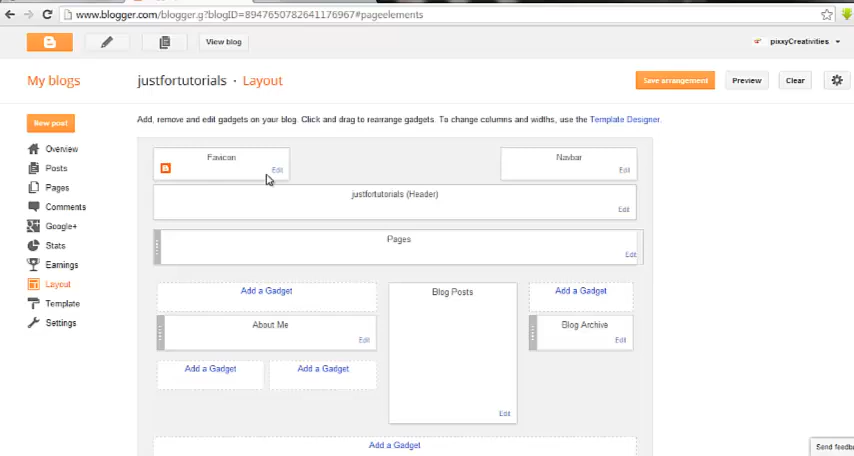 www.blogger.com/blogger.g?blogID=8947650782641176967#pageelements
View blog
pixxyCreativities
My blogs
justfortutorials · Layout
Save arrangement
Preview
Clear
Add, remove and edit gadgets on your blog. Click and drag to rearrange gadgets. To change columns and widths, use the Template Designer.
New post
Overview
Posts
Pages
Comments
Google+
Stats
Earnings
Layout
Template
Settings
Favicon
Edit
Navbar
Edit
justfortutorials (Header)
Edit
Pages
Edit
Add a Gadget
About Me
Edit
Add a Gadget
Add a Gadget
Blog Posts
Edit
Add a Gadget
Blog Archive
Edit
Add a Gadget